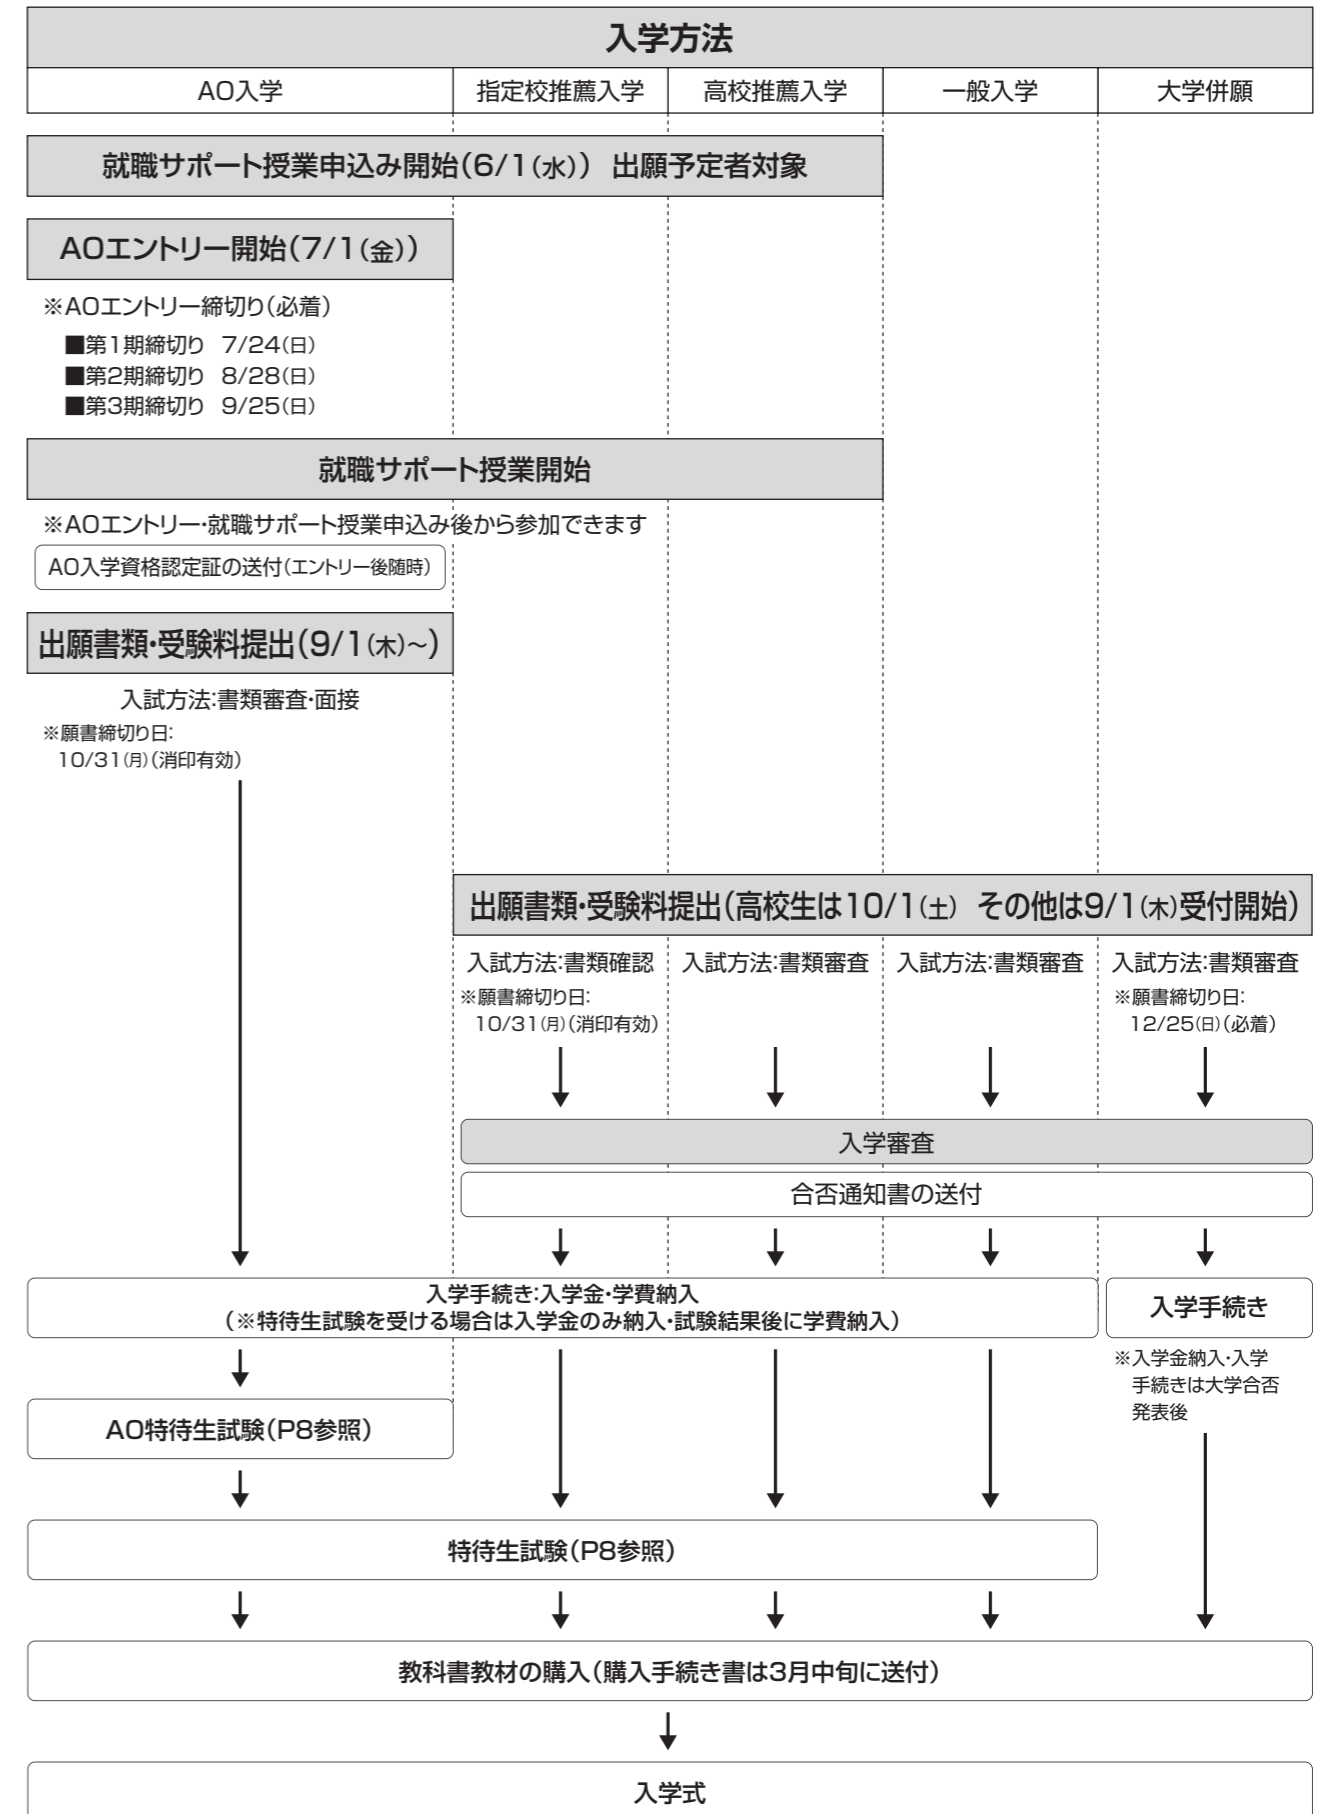 入学方法
AO入学
指定校推薦入学
高校推薦入学
一般入学
大学併願
就職サポート授業申込み開始(6/1(水)) 出願予定者対象
AOエントリー開始(7/1(金))
※AOエントリー締切り(必着)
■第1期締切り 7/24(日)
■第2期締切り 8/28(日)
■第3期締切り 9/25(日)
就職サポート授業開始
※AOエントリー・就職サポート授業申込み後から参加できます
AO入学資格認定証の送付(エントリー後随時)
出願書類・受験料提出(9/1(木)〜)
入試方法:書類審査・面接
※願書締切り日:
10/31(月)(消印有効)
出願書類・受験料提出(高校生は10/1(土) その他は9/1(木)受付開始)
入試方法:書類確認
※願書締切り日:
10/31(月)(消印有効)
入試方法:書類審査
入試方法:書類審査
入試方法:書類審査
※願書締切り日:
12/25(日)(必着)
入学審査
合否通知書の送付
入学手続き:入学金・学費納入
(※特待生試験を受ける場合は入学金のみ納入・試験結果後に学費納入)
入学手続き
※入学金納入・入学
手続きは大学合否
発表後
AO特待生試験(P8参照)
特待生試験(P8参照)
教科書教材の購入(購入手続き書は3月中旬に送付)
入学式